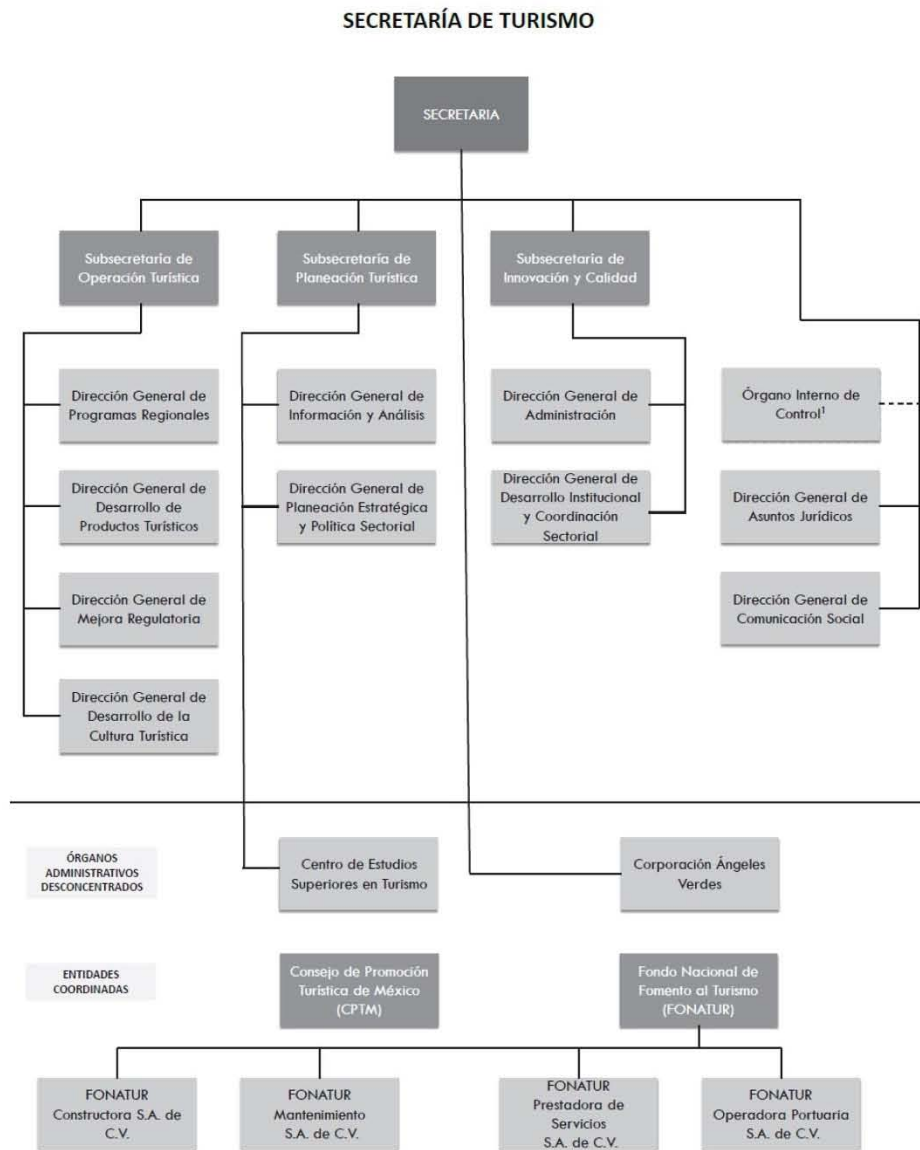 SECRETARÍA DE TURISMO
SECRETARIA
Subsecretaría de
Operación Turística
Subsecretaría de
Planeación Turística
Subsecretaría de
Innovación y Calidad
Dirección General de
Programas Regionales
Dirección General de
Información y Análisis
Dirección General de
Administración
Órgano Interno de
Control¹
Dirección General de
Desarrollo de
Productos Turísticos
Dirección General de
Planeación Estratégica
y Política Sectorial
Dirección General de
Desarrollo Institucional
y Coordinación
Sectorial
Dirección General de
Asuntos Jurídicos
Dirección General de
Mejora Regulatoria
Dirección General de
Comunicación Social
Dirección General de
Desarrollo de la
Cultura Turística
ÓRGANOS
ADMINISTRATIVOS
DESCONCENTRADOS
Centro de Estudios
Superiores en Turismo
Corporación Ángeles
Verdes
ENTIDADES
COORDINADAS
Consejo de Promoción
Turística de México
(CPTM)
Fondo Nacional de
Fomento al Turismo
(FONATUR)
FONATUR
Constructora S.A. de
C.V.
FONATUR
Mantenimiento
S.A. de C.V.
FONATUR
Prestadora de
Servicios
S.A. de C.V.
FONATUR
Operadora Portuaria
S.A. de C.V.